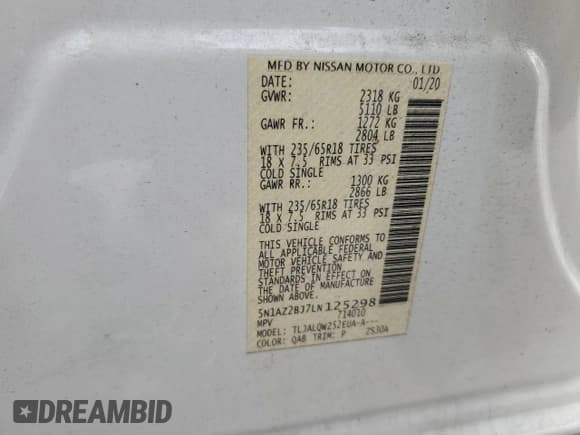 MFD BY NISSAN MOTOR CO., LTD
DATE: 01/20
GVWR: 2318 KG
5110 LB
GAWR FR.: 1272 KG
2804 LB
WITH 235/65R18 TIRES
18 X 7.5 RIMS AT 33 PSI
COLD SINGLE
GAWR RR.: 1300 KG
2866 LB
WITH 235/65R18 TIRES
18 X 7.5 RIMS AT 33 PSI
COLD SINGLE
THIS VEHICLE CONFORMS TO
ALL APPLICABLE FEDERAL
MOTOR VEHICLE SAFETY AND
THEFT PREVENTION
STANDARDS IN EFFECT ON
THE DATE OF MANUFACTURE
SHOWN ABOVE.
5N1AZ2BJ7LN125298
MPV 714010
MODEL: TLJALQW252EUA-A---
COLOR: QAB TRIM: P 2S30A
DREAMBID